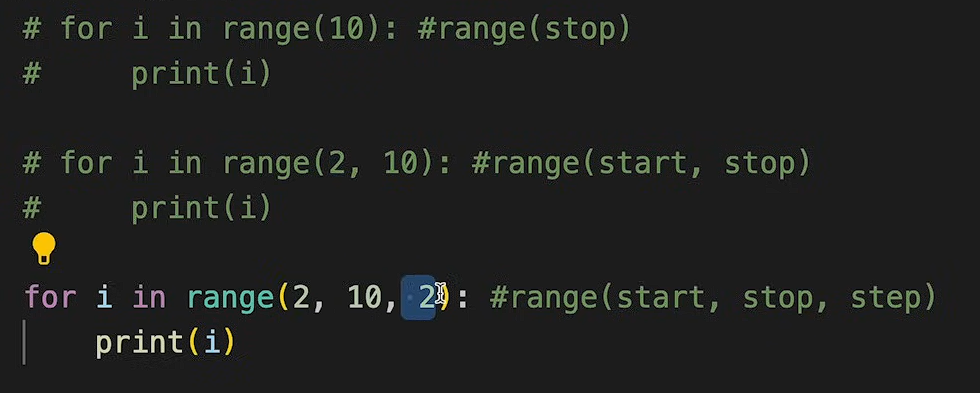 # for i in range(10): #range(stop)
#     print(i)
# for i in range(2, 10): #range(start, stop)
#     print(i)
for i in range(2, 10, 2): #range(start, stop, step)
    print(i)